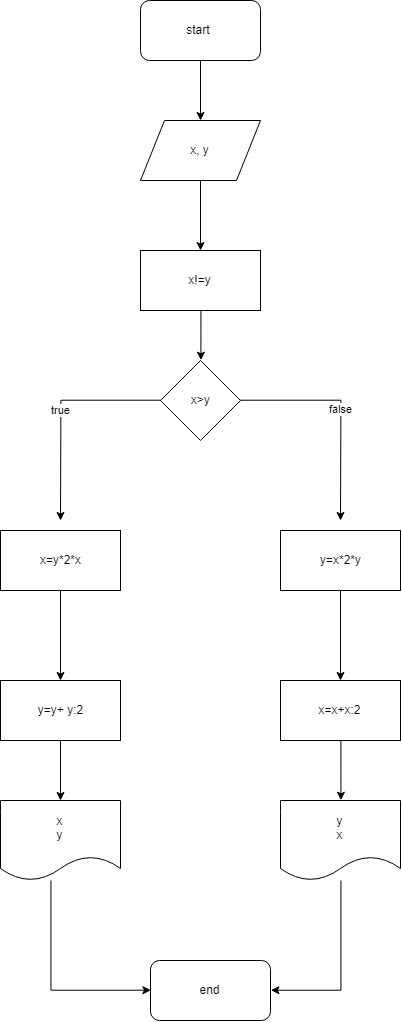 start
x, y
x!=y
x>y
true
false
x=y*2*x
y=x*2*y
y=y+ y:2
x=x+x:2
x
y
y
x
end